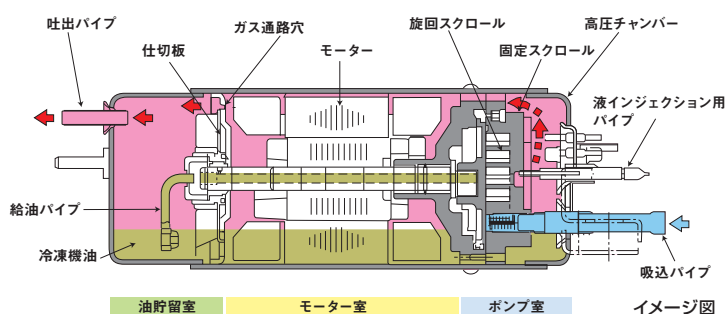 吐出パイプ
仕切板
ガス通路穴
モーター
旋回スクロール
固定スクロール
高圧チャンバー
液インジェクション用
パイプ
給油パイプ
冷凍機油
吸込パイプ
油貯留室
モーター室
ポンプ室
イメージ図